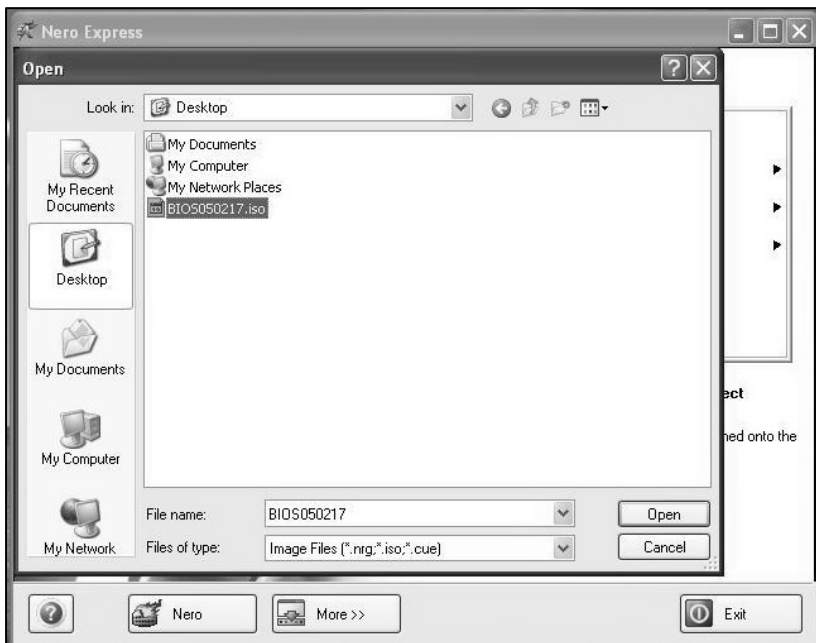 Nero Express
Open
Look in:
Desktop
My Documents
My Computer
My Network Places
BIOS050217.iso
My Recent
Documents
Desktop
My Documents
My Computer
My Network
File name:
BIOS050217
Open
Files of type:
Image Files (*.nrg;*.iso;*.cue)
Cancel
ect
ned onto the
Nero
More >>
Exit